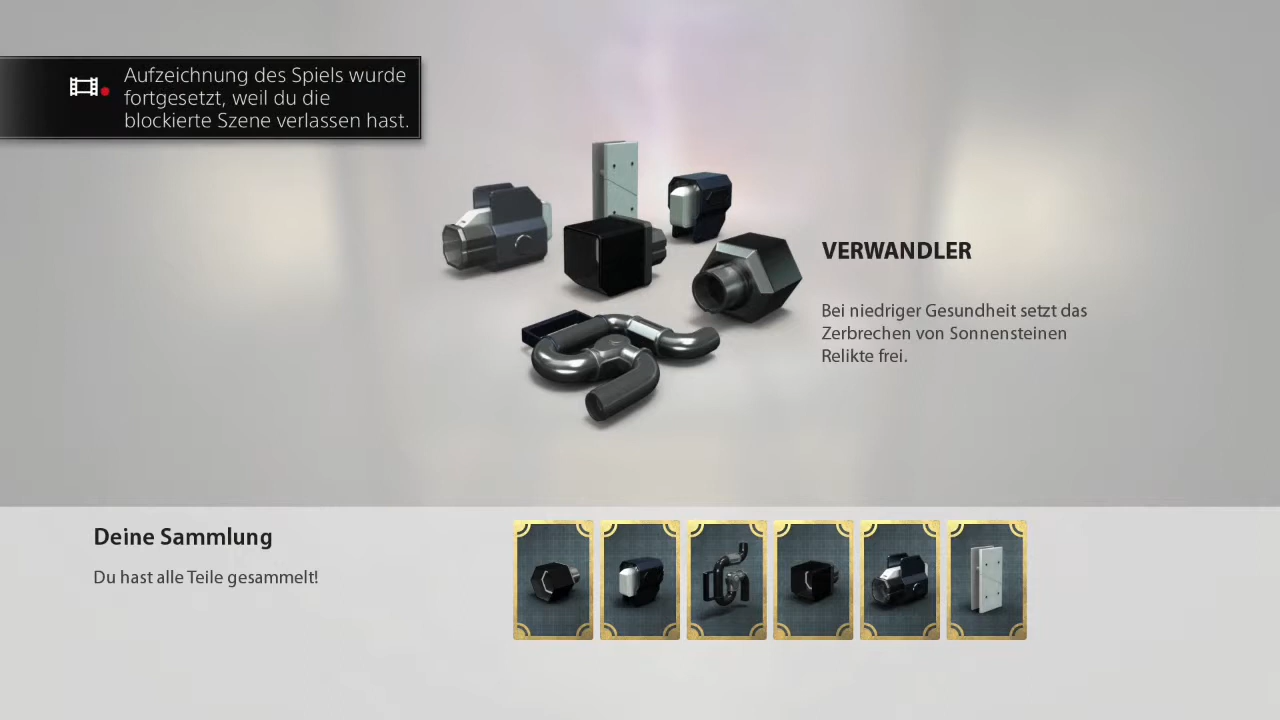 Aufzeichnung des Spiels wurde
fortgesetzt, weil du die
blockierte Szene verlassen hast.
VERWANDLER
Bei niedriger Gesundheit setzt das
Zerbrechen von Sonnensteinen
Relikte frei.
Deine Sammlung
Du hast alle Teile gesammelt!